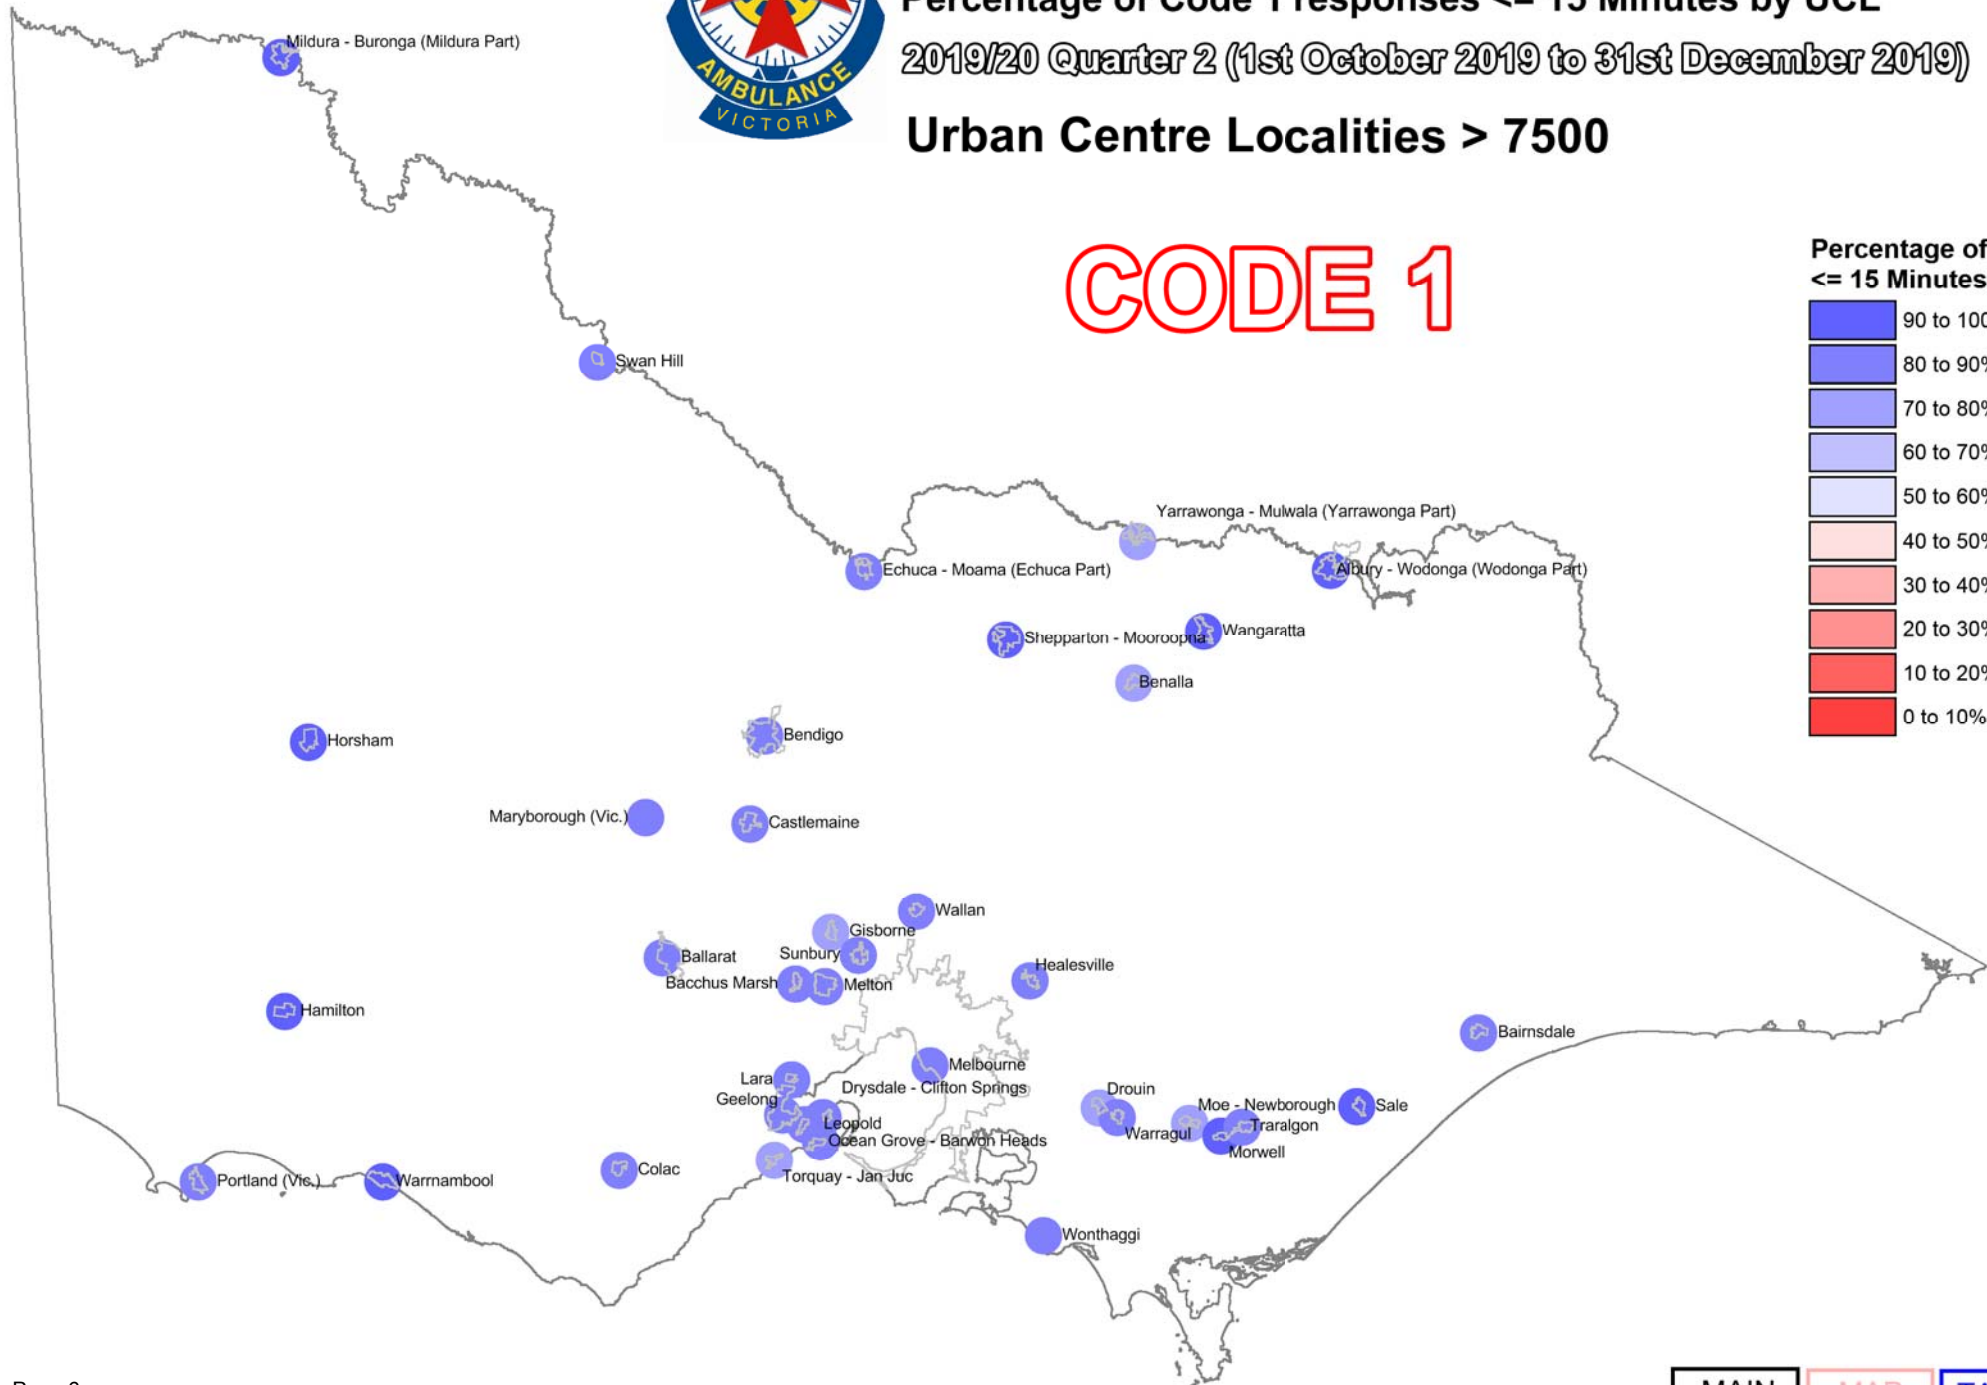 Percentage of Code 1 responses <= 15 Minutes by UCL
2019/20 Quarter 2 (1st October 2019 to 31st December 2019)
AMBULANCE
VICTORIA
Urban Centre Localities > 7500
CODE 1
Percentage of
<= 15 Minutes
90 to 100
80 to 90%
70 to 80%
60 to 70%
50 to 60%
40 to 50%
30 to 40%
20 to 30%
10 to 20%
0 to 10%
Mildura - Buronga (Mildura Part)
Swan Hill
Yarrawonga - Mulwala (Yarrawonga Part)
Echuca - Moama (Echuca Part)
Albury - Wodonga (Wodonga Part)
Shepparton - Mooroopna
Wangaratta
Benalla
Horsham
Bendigo
Maryborough (Vic.)
Castlemaine
Wallan
Gisborne
Sunbury
Ballarat
Bacchus Marsh
Melton
Healesville
Hamilton
Bairnsdale
Melbourne
Lara
Drysdale - Clifton Springs
Geelong
Drouin
Moe - Newborough
Sale
Leopold
Traralgon
Warragul
Ocean Grove - Barwon Heads
Morwell
Colac
Torquay - Jan Juc
Portland (Vic.)
Warrnambool
Wonthaggi
MAIN
MAP